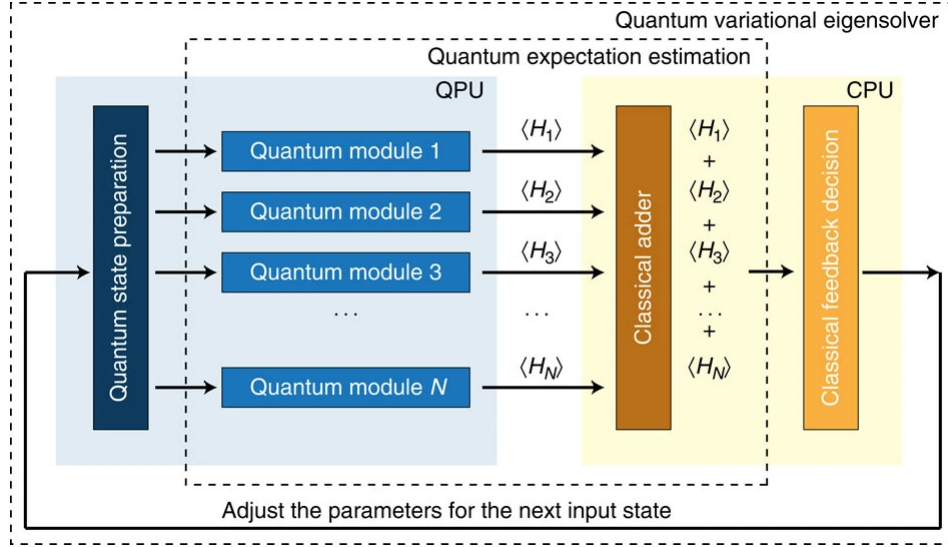 Quantum variational eigensolver
Quantum expectation estimation
QPU
CPU
Quantum state preparation
Quantum module 1
Quantum module 2
Quantum module 3
...
Quantum module N
⟨H₁⟩
⟨H₂⟩
⟨H₃⟩
...
⟨H_N⟩
Classical adder
⟨H₁⟩
+
⟨H₂⟩
+
⟨H₃⟩
+
...
+
⟨H_N⟩
Classical feedback decision
Adjust the parameters for the next input state